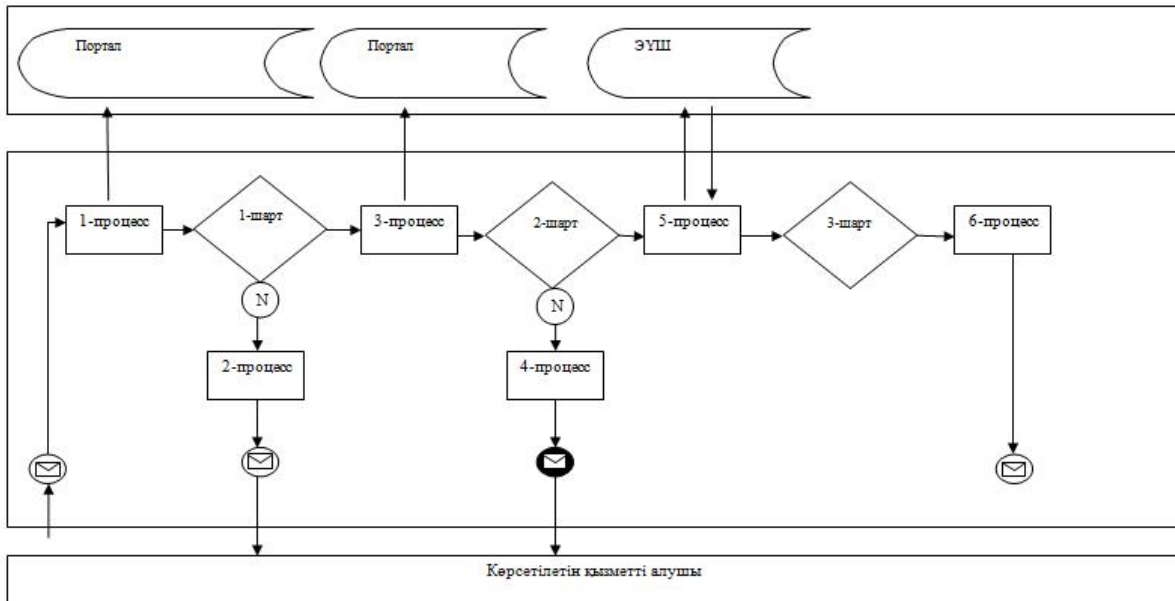 Портал
Портал
ЭҮШ
1-процесс
1-шарт
3-процесс
2-шарт
5-процесс
3-шарт
6-процесс
N
N
2-процесс
4-процесс
Көрсетілетін қызметті алушы